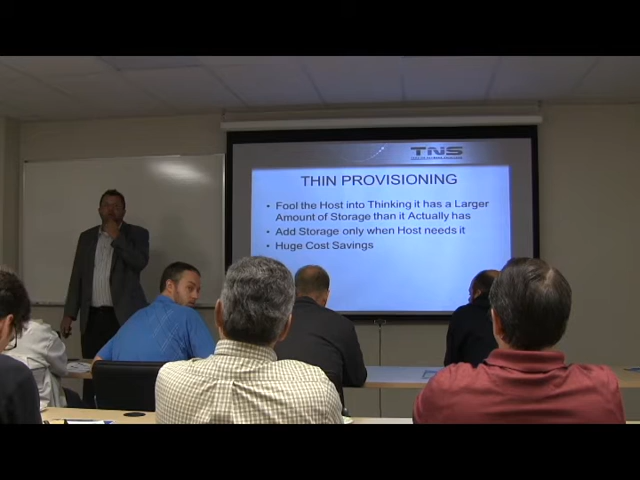 TNS
THIN PROVISIONING
• Fool the Host into Thinking it has a Larger
Amount of Storage than it Actually has
• Add Storage only when Host needs it
• Huge Cost Savings